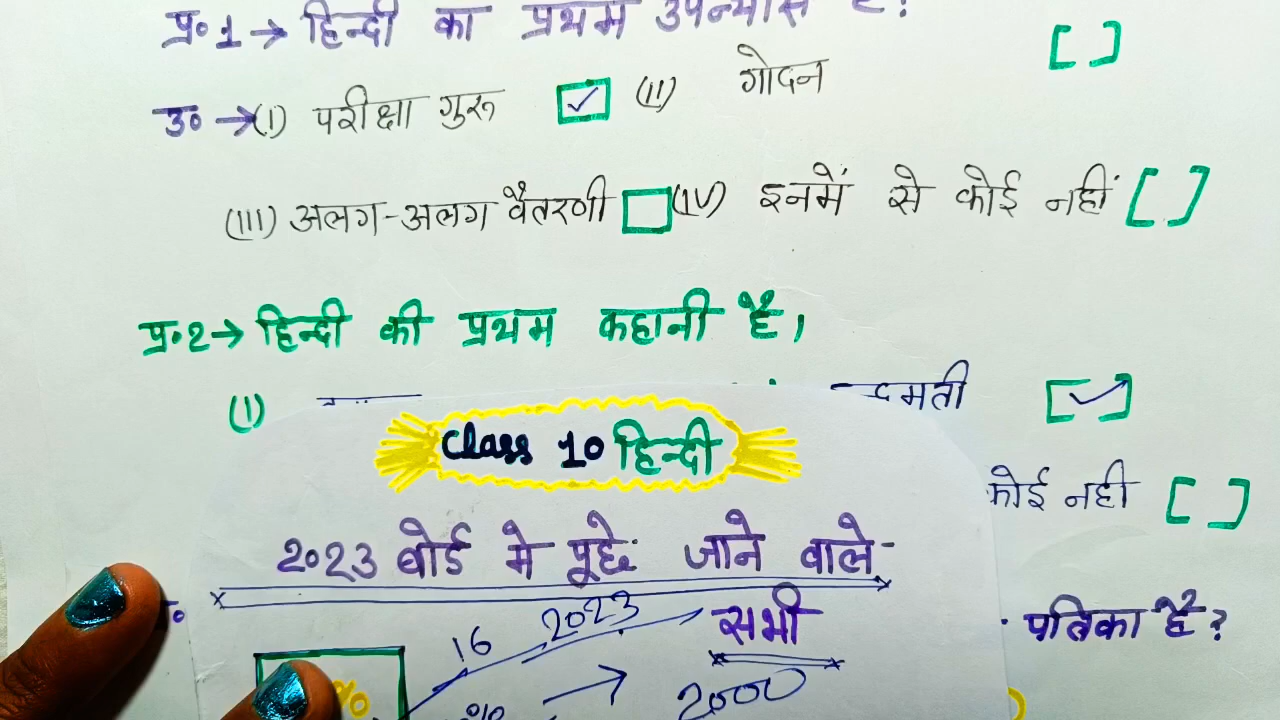 प्र०1→ हिन्दी का प्रथम उपन्यास है?
[ ]
उ० →(I) परीक्षा गुरू ✓ (II) गोदन
(III) अलग-अलग वैतरणी (IV) इनमें से कोई नहीं [ ]
प्र०2→ हिन्दी की प्रथम कहानी है।
(I) दमती [✓]
Class 10 हिन्दी
कोई नही [ ]
2023 बोर्ड मे पूछे जाने वाले-
16 2023 सभी
पत्रिका है?
% 2000
%